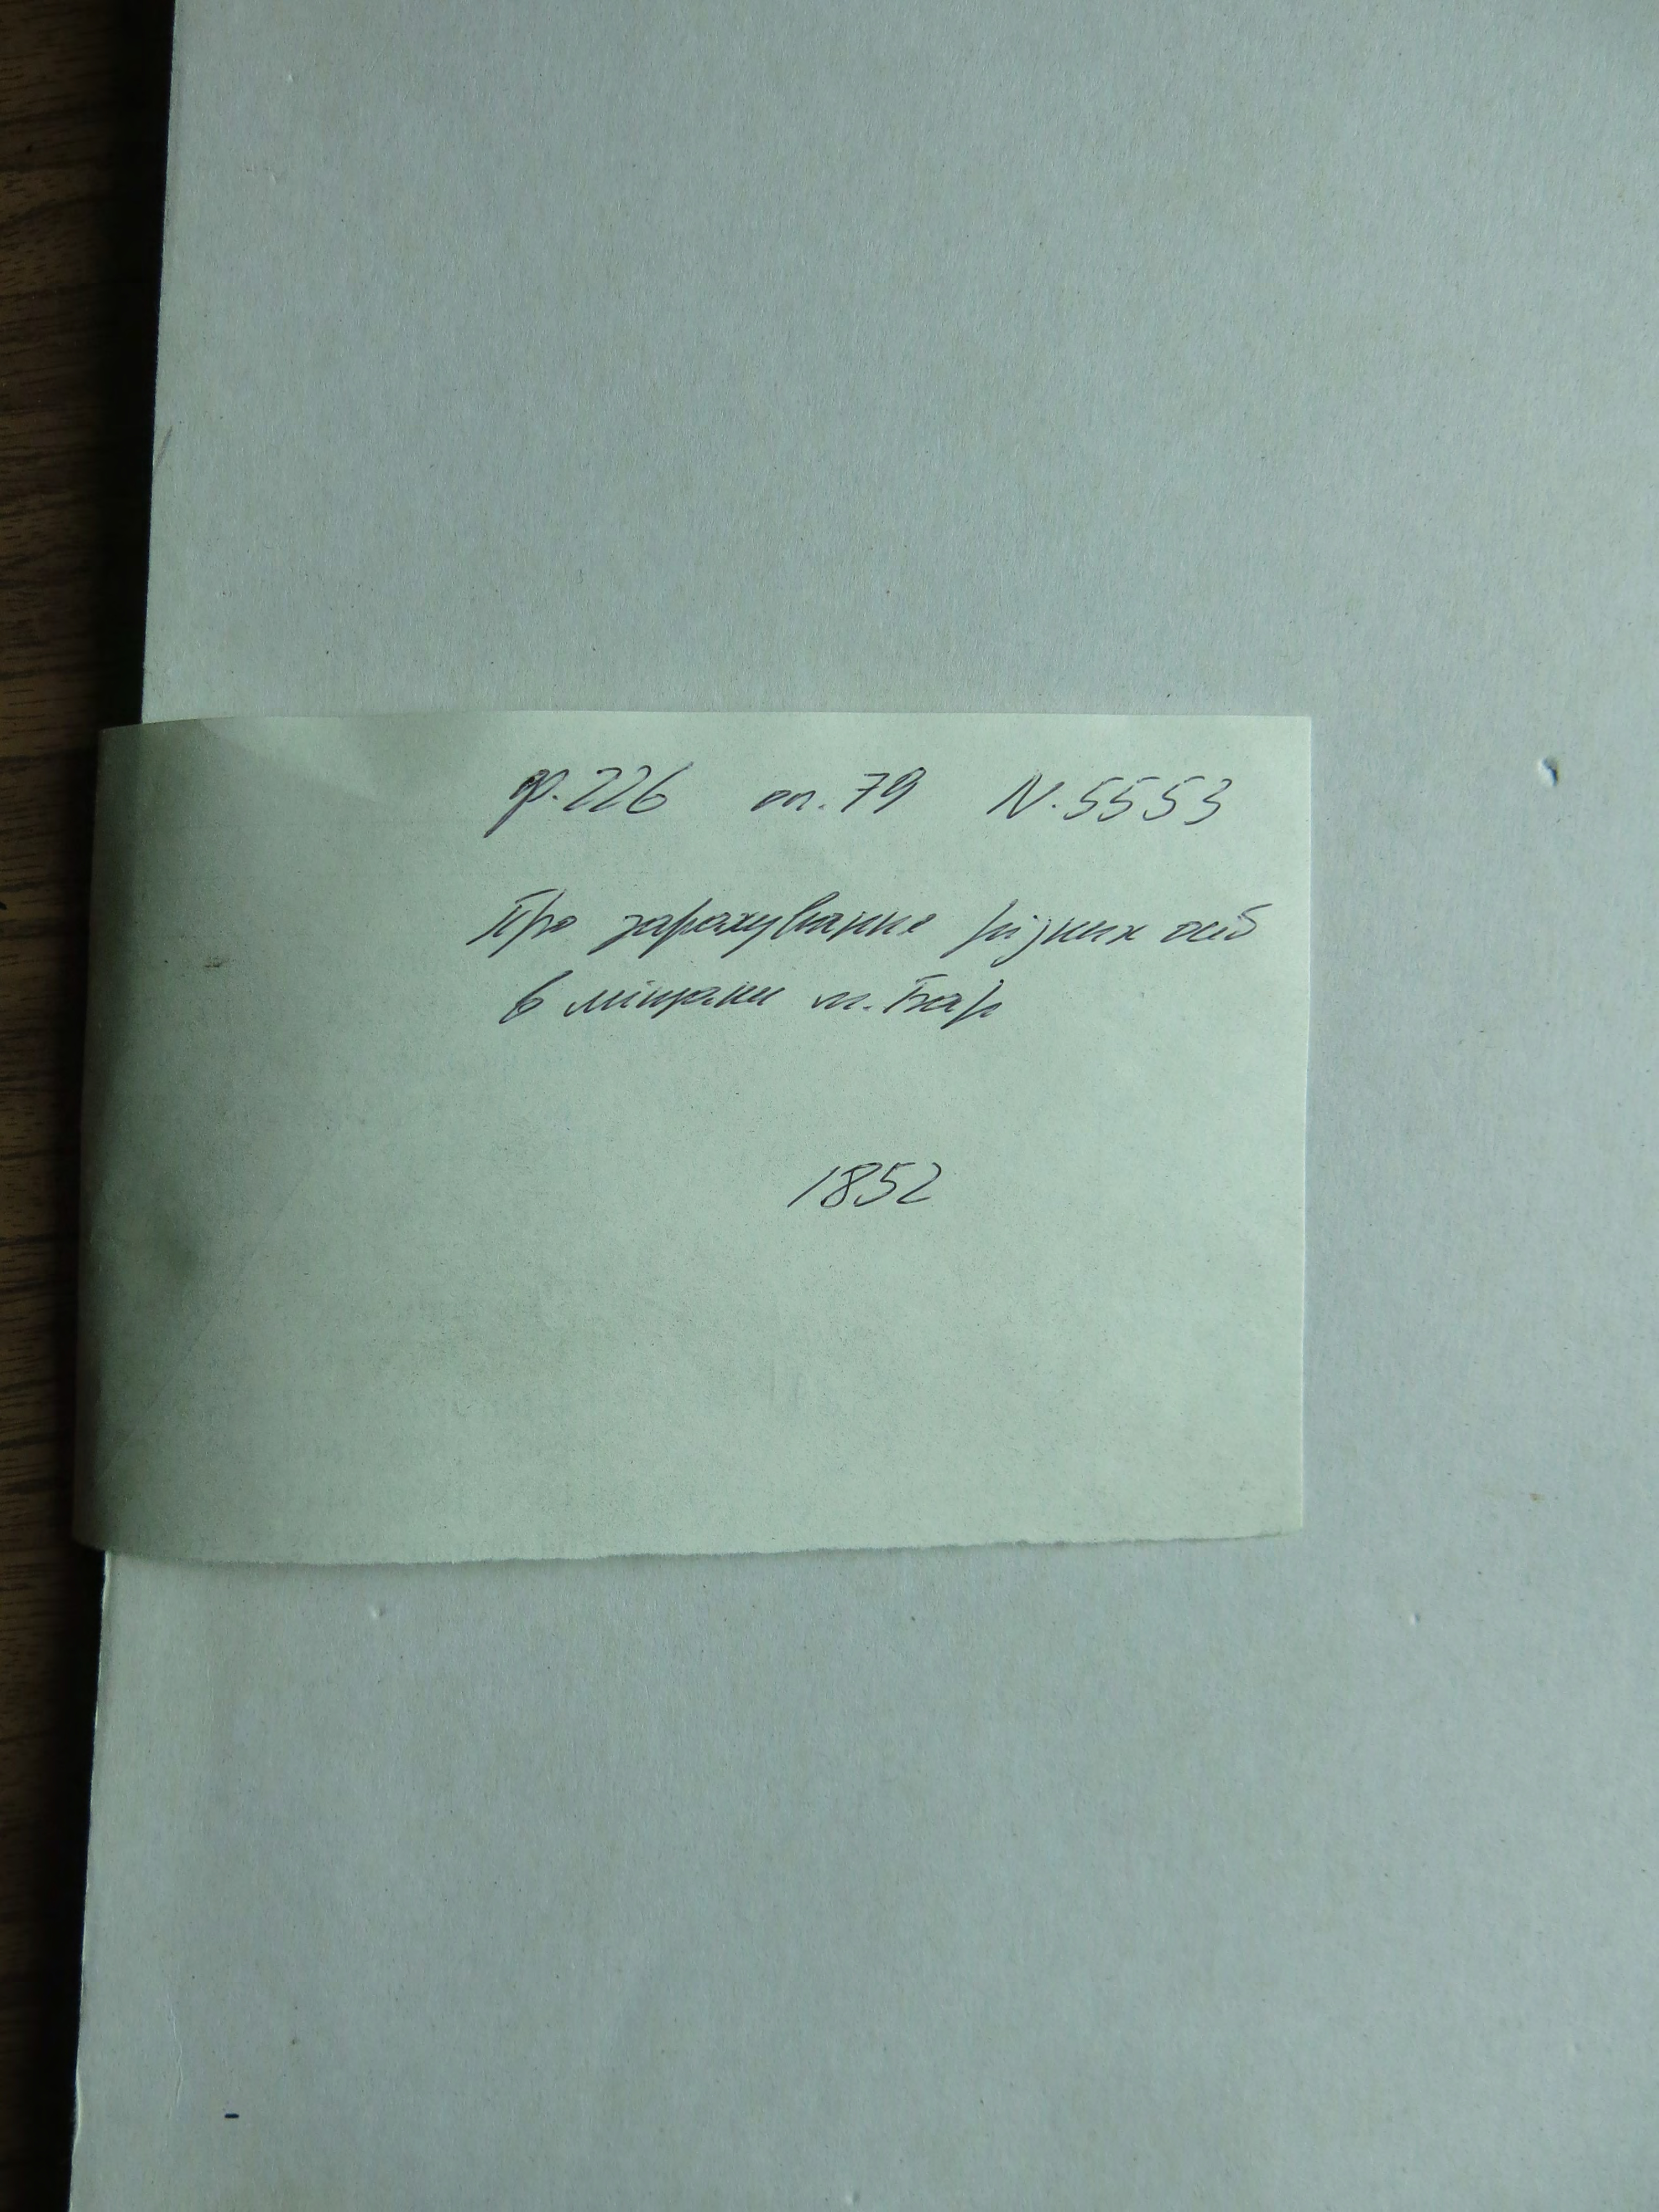 ф. 226 оп. 79 N. 5553
Про зарахування різних осіб
в міщани м. Бар
1852